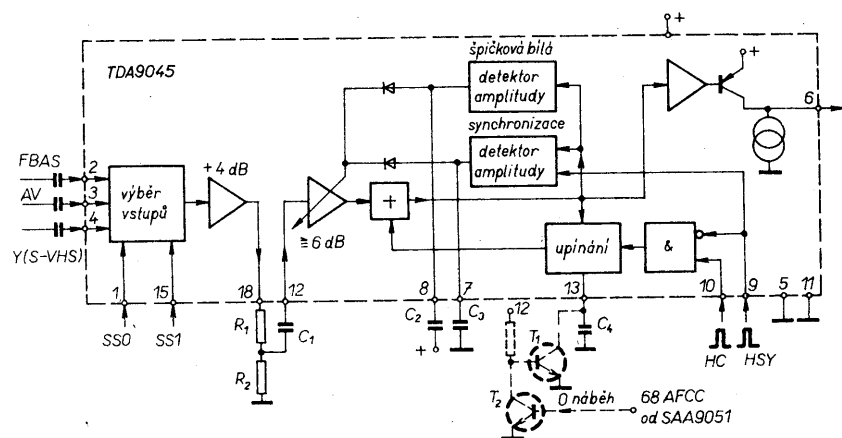 +
špičková bílá
+
TDA9045
detektor
amplitudy
6
synchronizace
FBAS
+4 dB
detektor
amplitudy
2
AV
výběr
vstupů
3
+
4
≧6 dB
upínání
&
Y(S-VHS)
1
15
18
12
8
7
13
10
9
5
11
R1
C1
C2
C3
12
T1
C4
SS0
SS1
+
HC
HSY
R2
T2
0 náběh
68 AFCC
od SAA9051